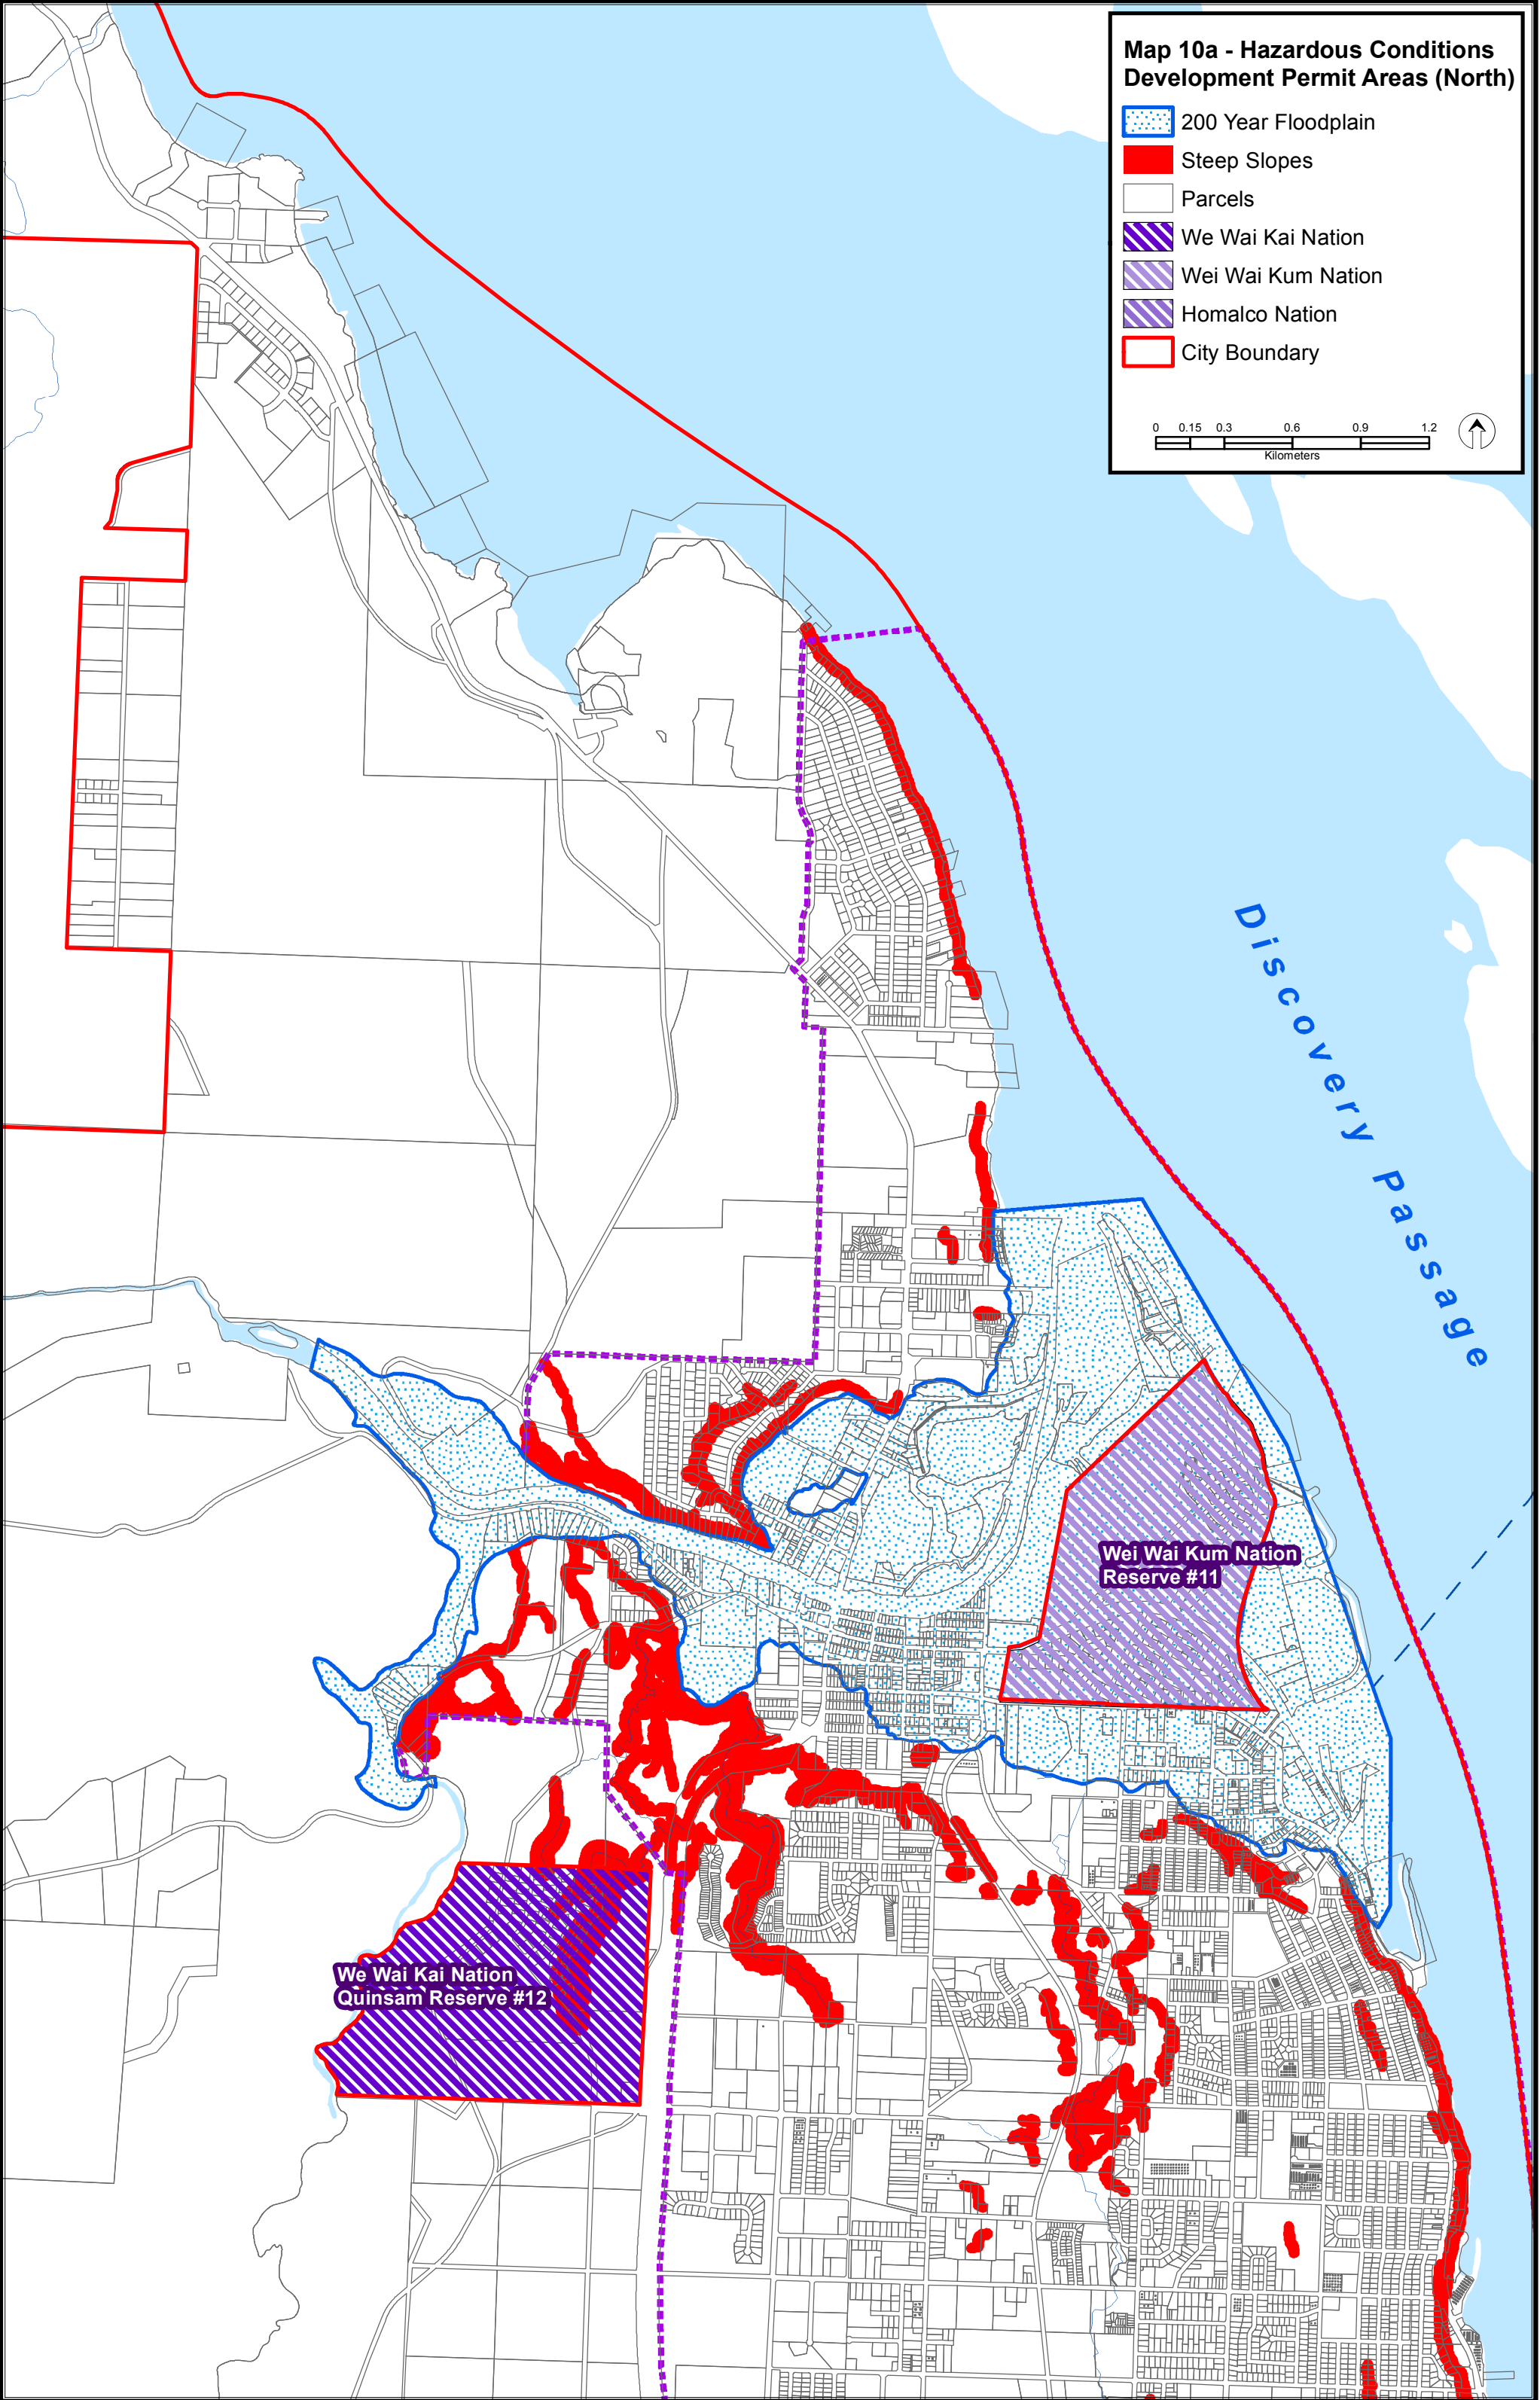 Map 10a - Hazardous Conditions
Development Permit Areas (North)
200 Year Floodplain
Steep Slopes
Parcels
We Wai Kai Nation
Wei Wai Kum Nation
Homalco Nation
City Boundary
0 0.15 0.3 0.6 0.9 1.2
Kilometers
Discovery Passage
Wei Wai Kum Nation
Reserve #11
We Wai Kai Nation
Quinsam Reserve #12